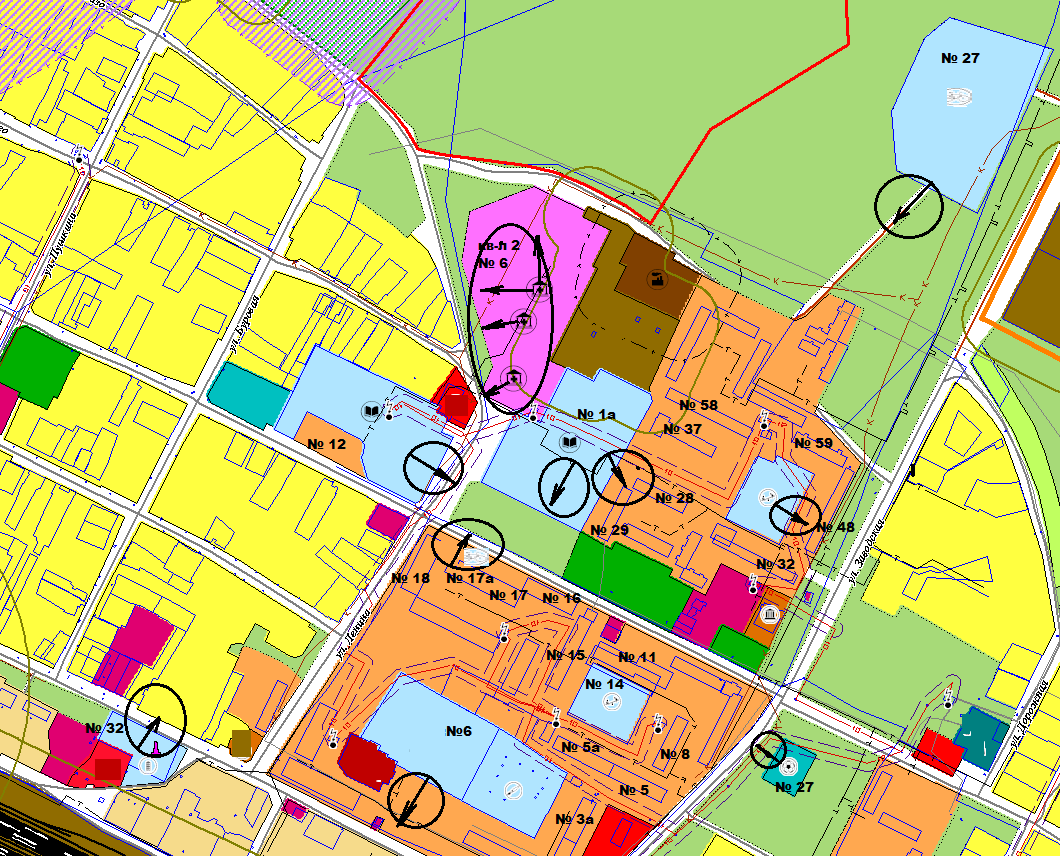 № 27
ул. Пушкина
кв-л 2
№ 6
ул. Буровая
№ 1а
№ 58
№ 37
№ 59
№ 12
№ 28
№ 29
№ 48
ул. Заводская
№ 32
№ 18
№ 17а
№ 17
№ 16
ул. Ленина
№ 15
№ 11
№ 14
ул. Дорожная
№ 32
№6
№ 5а
№ 8
№ 27
№ 5
№ 3а